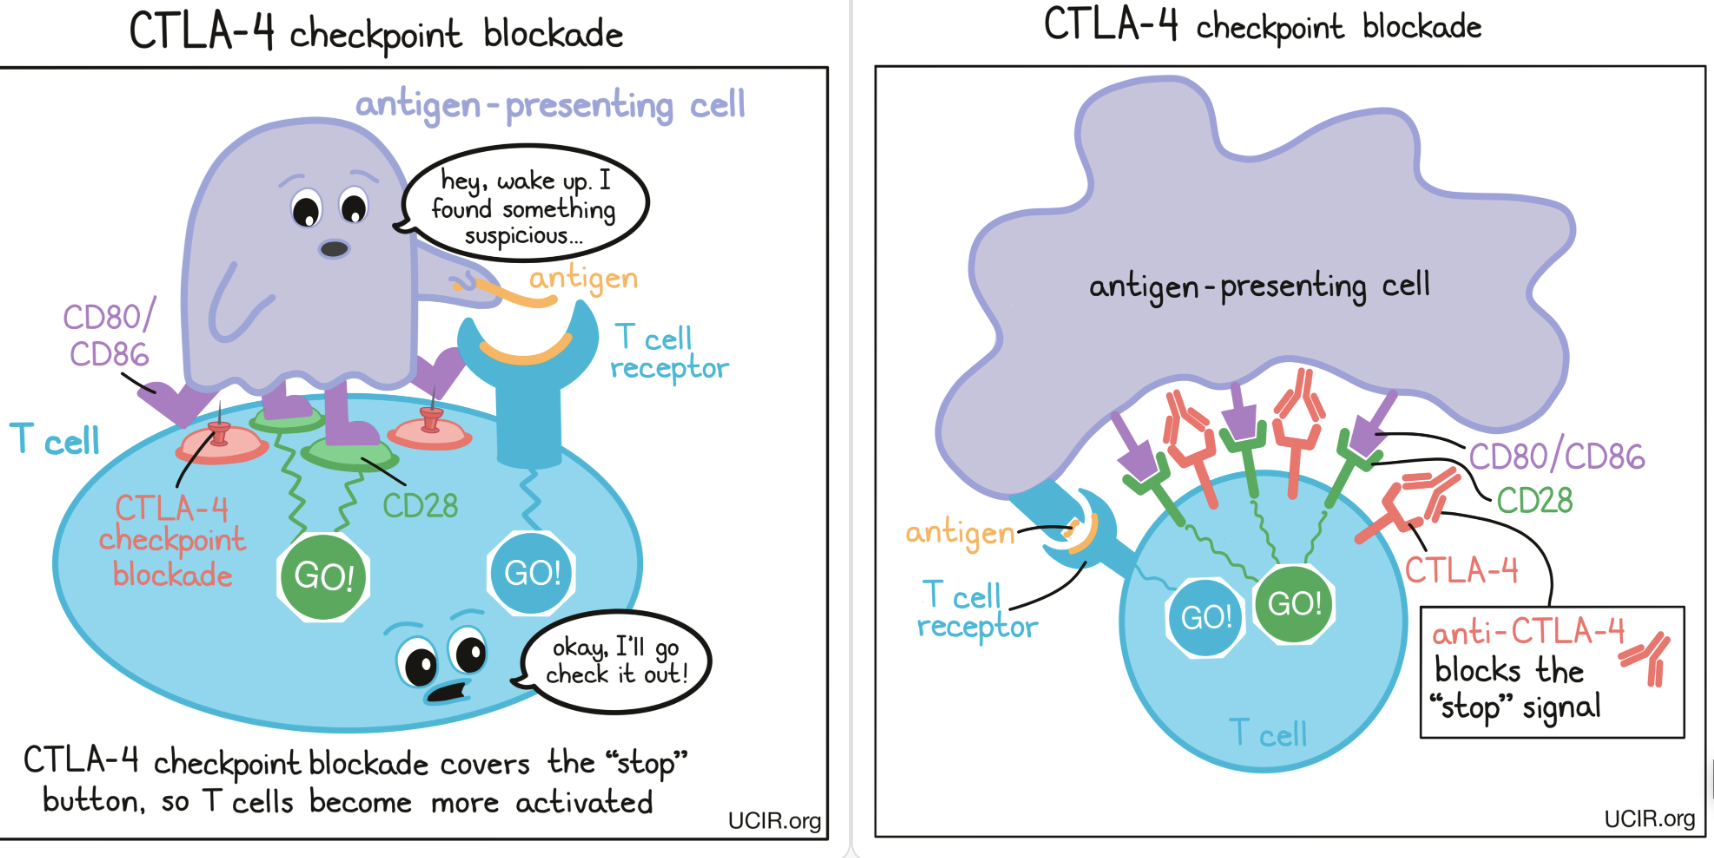 CTLA-4 checkpoint blockade
antigen-presenting cell
hey, wake up. I
found something
suspicious...
antigen
CD80/
CD86
T cell
receptor
T cell
CTLA-4
checkpoint
blockade
CD28
GO!
GO!
okay, I'll go
check it out!
CTLA-4 checkpoint blockade covers the "stop"
button, so T cells become more activated
UCIR.org
CTLA-4 checkpoint blockade
antigen-presenting cell
CD80/CD86
CD28
antigen
CTLA-4
T cell
receptor
GO!
GO!
anti-CTLA-4
blocks the
"stop" signal
T cell
UCIR.org